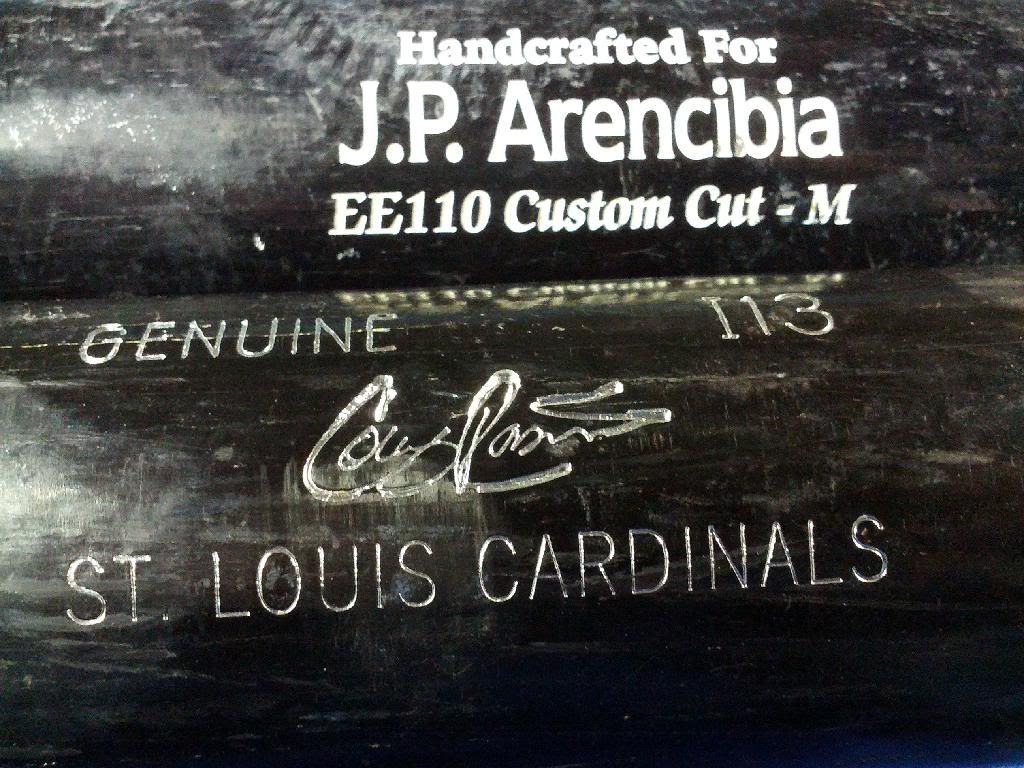 Handcrafted For
J.P. Arencibia
EE110 Custom Cut - M
GENUINE I13
ST. LOUIS CARDINALS